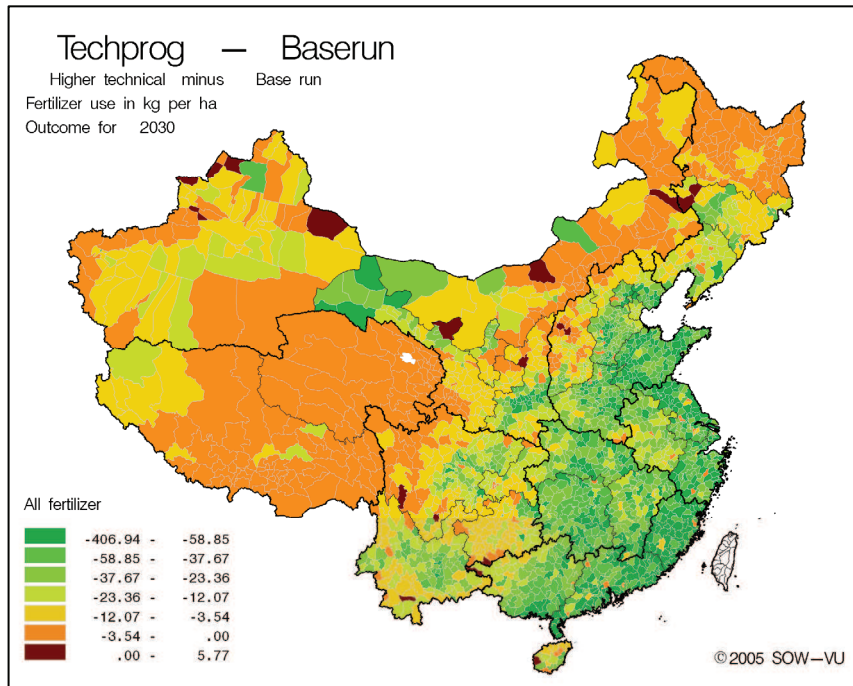 Techprog — Baserun
Higher technical minus Base run
Fertilizer use in kg per ha
Outcome for 2030
All fertilizer
-406.94 - -58.85
-58.85 - -37.67
-37.67 - -23.36
-23.36 - -12.07
-12.07 - -3.54
-3.54 - .00
.00 - 5.77
©2005 SOW—VU